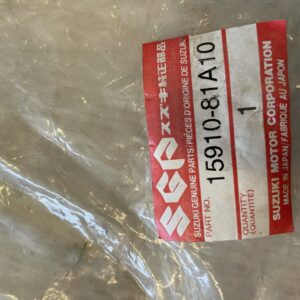 SGP スズキ純正部品
SUZUKI GENUINE PARTS/PIÈCES D'ORIGINE DE SUZUKI
PART NO. 15910-81A10
QUANTITY 1
(QUANTITÉ)
SUZUKI MOTOR CORPORATION
MADE IN JAPAN/FABRIQUÉ AU JAPON